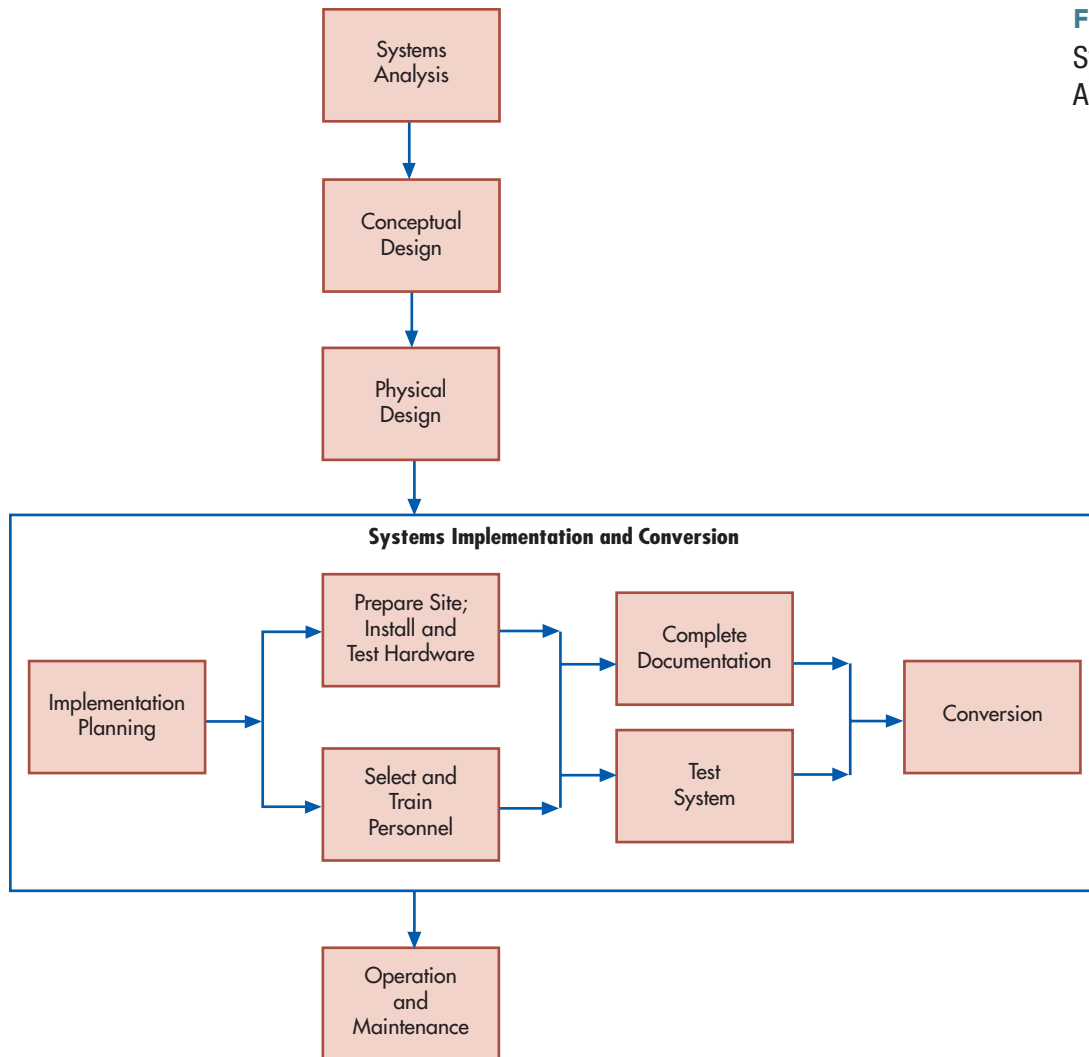 F
S
A
Systems
Analysis
Conceptual
Design
Physical
Design
Systems Implementation and Conversion
Implementation
Planning
Prepare Site;
Install and
Test Hardware
Select and
Train
Personnel
Complete
Documentation
Test
System
Conversion
Operation
and
Maintenance